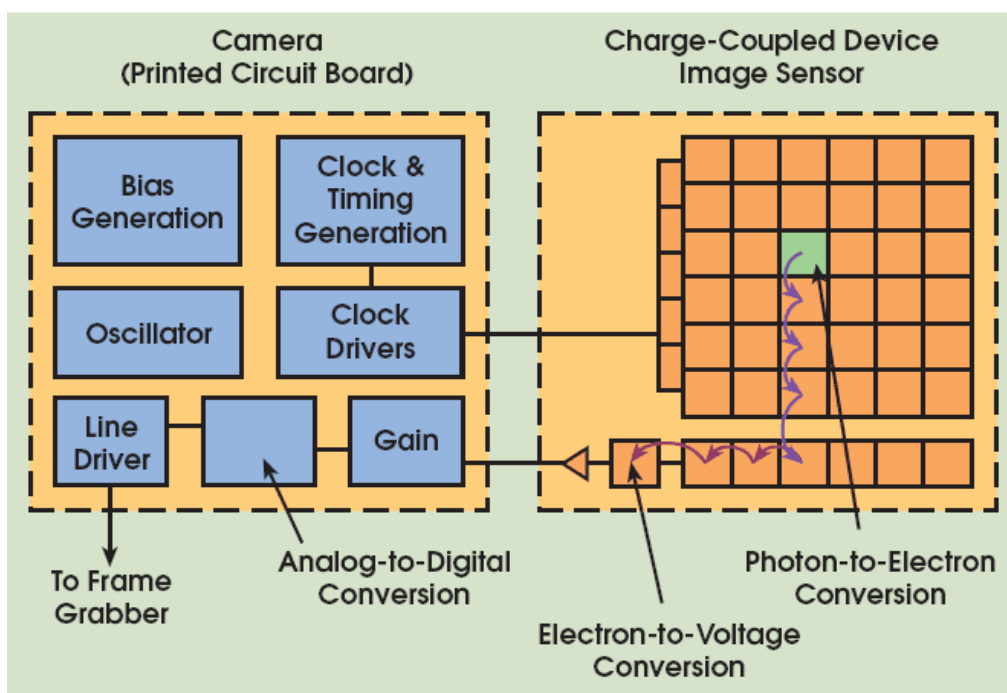 Camera
(Printed Circuit Board)
Charge-Coupled Device
Image Sensor
Bias
Generation
Clock &
Timing
Generation
Oscillator
Clock
Drivers
Line
Driver
Gain
To Frame
Grabber
Analog-to-Digital
Conversion
Electron-to-Voltage
Conversion
Photon-to-Electron
Conversion